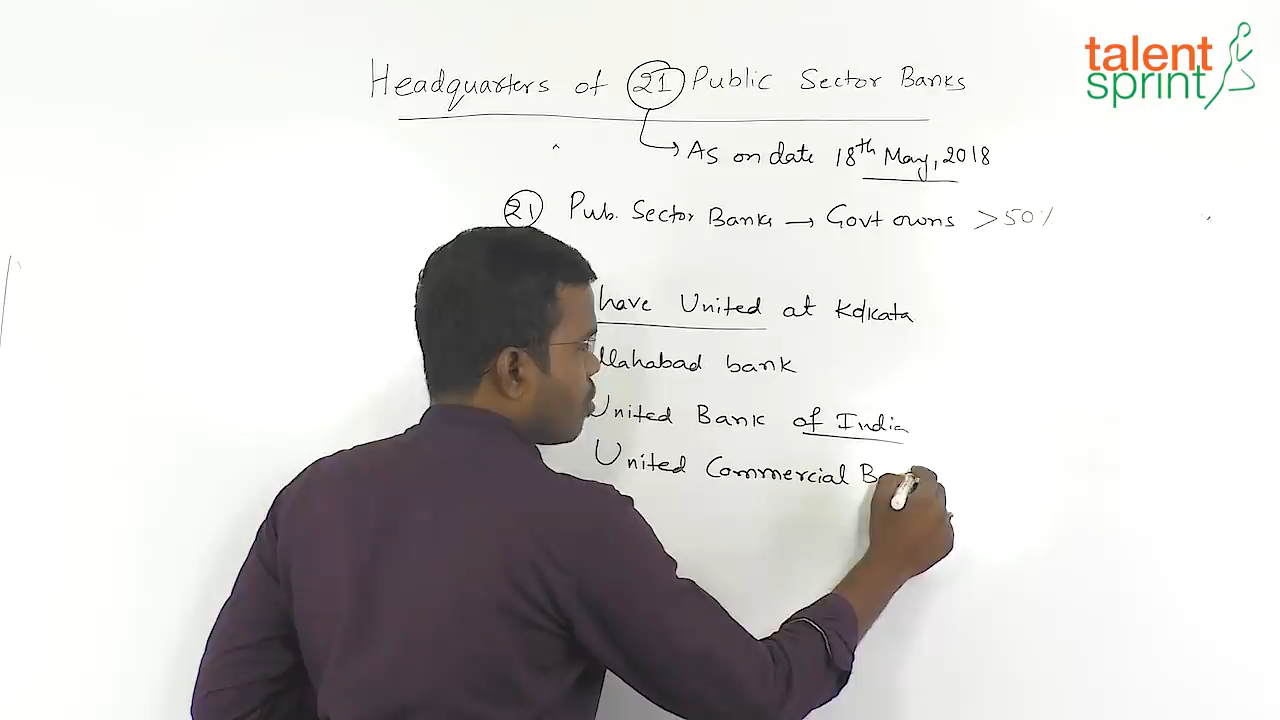 talent
sprint
Headquarters of 21 Public Sector Banks
As on date 18th May, 2018
21 Pub. Sector Banks → Govt owns >50%
have United at Kolkata
llahabad bank
United Bank of India
United Commercial B